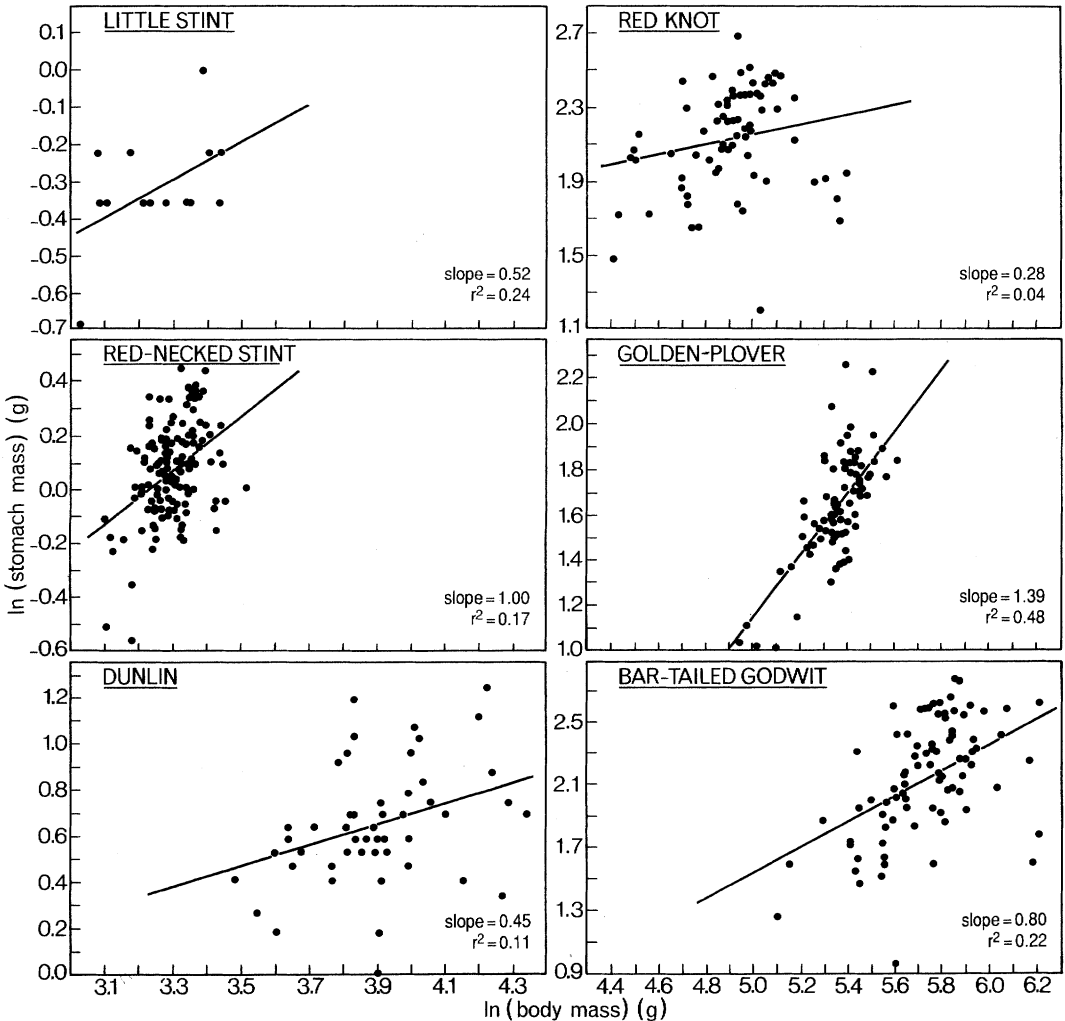 LITTLE STINT
0.1
0.0
-0.1
-0.2
-0.3
-0.4
-0.5
-0.6
-0.7
slope = 0.52
r² = 0.24
RED KNOT
2.7
2.3
1.9
1.5
1.1
slope = 0.28
r² = 0.04
RED-NECKED STINT
0.4
0.2
0.0
-0.2
-0.4
-0.6
slope = 1.00
r² = 0.17
GOLDEN-PLOVER
2.2
2.0
1.8
1.6
1.4
1.2
1.0
slope = 1.39
r² = 0.48
ln (stomach mass) (g)
DUNLIN
1.2
1.0
0.8
0.6
0.4
0.2
0.0
slope = 0.45
r² = 0.11
3.1 3.3 3.5 3.7 3.9 4.1 4.3
BAR-TAILED GODWIT
2.5
2.1
1.7
1.3
0.9
slope = 0.80
r² = 0.22
4.4 4.6 4.8 5.0 5.2 5.4 5.6 5.8 6.0 6.2
ln (body mass) (g)